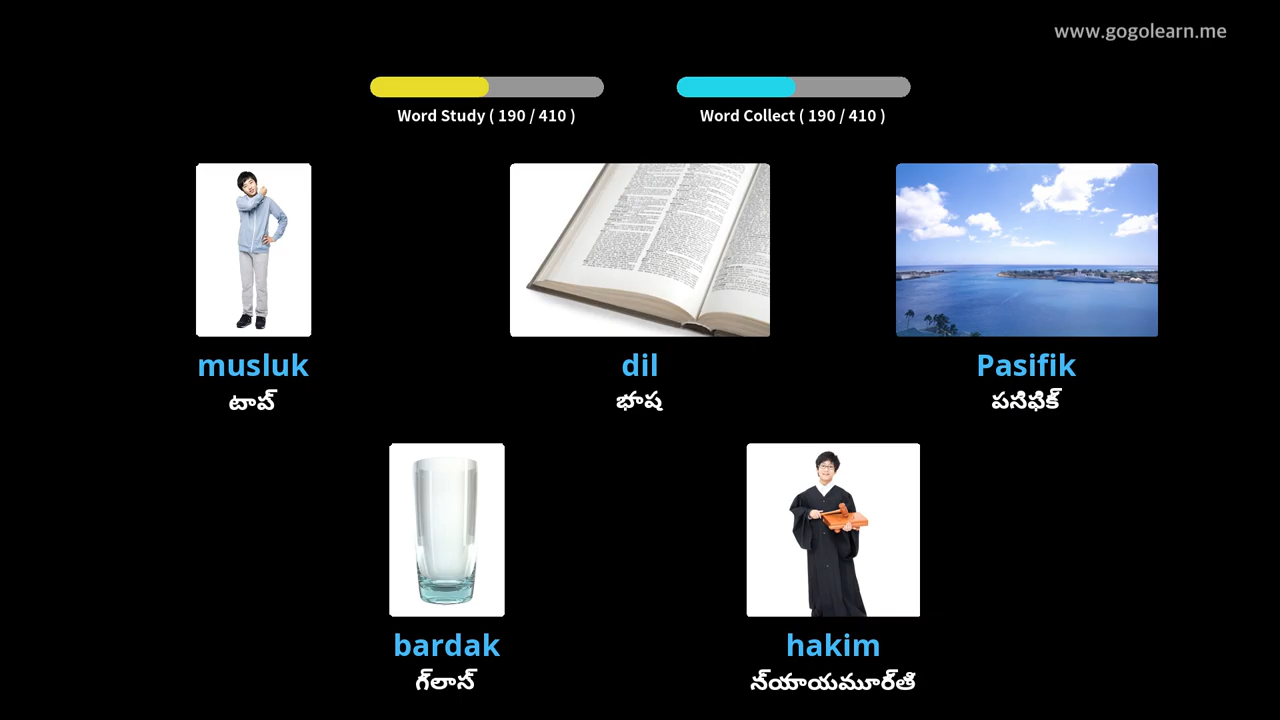 www.gogolearn.me
Word Study ( 190 / 410 )
Word Collect ( 190 / 410 )
musluk
టాప్
dil
భాష
Pasifik
పసిఫిక్
bardak
గ్‌లాస్
hakim
న్‌యాయమూర్‌తి